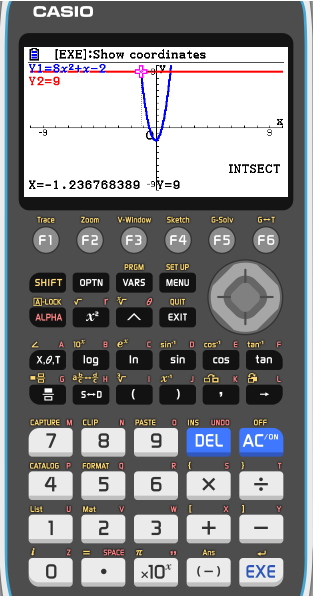 CASIO
[EXE]:Show coordinates
Y1=8x²+x-2
Y2=9
y
9
-9
O
9
x
INTSECT
X=-1.236768389
-9
Y=9
Trace Zoom V-Window Sketch G-Solv G↔T
F1 F2 F3 F4 F5 F6
PRGM SET UP
SHIFT OPTN VARS MENU
A-LOCK √ r ∛ θ QUIT
ALPHA x² ^ EXIT
∠ A 10ˣ B eˣ C sin⁻¹ D cos⁻¹ E tan⁻¹ F
X,θ,T log ln sin cos tan
G a b/c↔d/c H ∛ I x⁻¹ J K L
S↔D ( ) , →
CAPTURE M CLIP N PASTE O INS UNDO OFF
7 8 9 DEL AC/ON
CATALOG P FORMAT Q R { S } T
4 5 6 × ÷
List U Mat V W [ X ] Y
1 2 3 + −
i Z = SPACE π " Ans ↵
0 • ×10ˣ (−) EXE